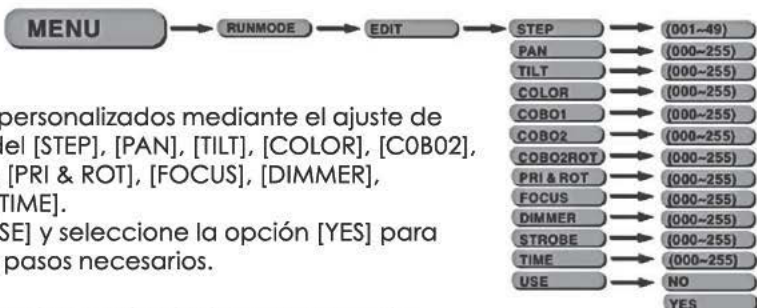 MENU RUNMODE EDIT STEP (001~49)
PAN (000~255)
TILT (000~255)
COLOR (000~255)
COBO1 (000~255)
COBO2 (000~255)
COBO2ROT) (000~255)
PRI & ROT (000~255)
FOCUS (000~255)
DIMMER (000~255)
STROBE (000~255)
TIME (000~255)
USE NO
YES
personalizados mediante el ajuste de
del [STEP], [PAN], [TILT], [COLOR], [C0B02],
[PRI & ROT], [FOCUS], [DIMMER],
TIME].
SE] y seleccione la opción [YES] para
pasos necesarios.